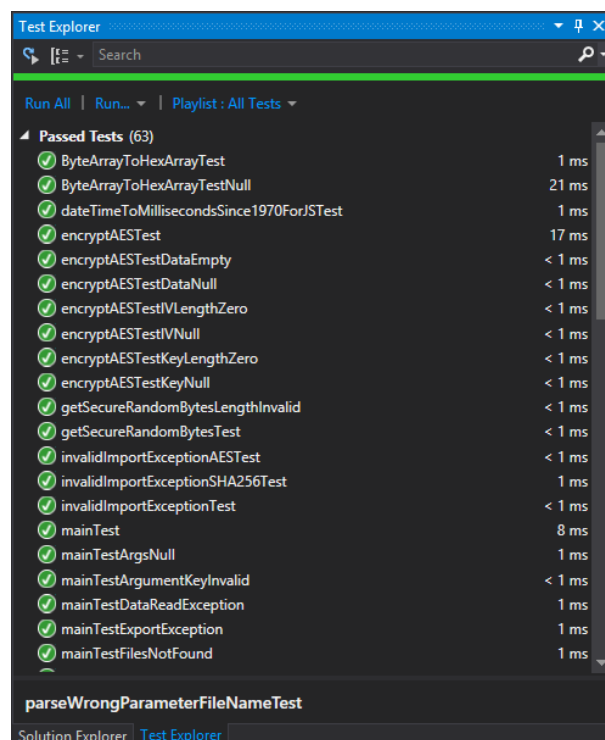 Test Explorer
Search
Run All | Run... | Playlist : All Tests
Passed Tests (63)
ByteArrayToHexArrayTest 1 ms
ByteArrayToHexArrayTestNull 21 ms
dateTimeToMillisecondsSince1970ForJSTest 1 ms
encryptAESTest 17 ms
encryptAESTestDataEmpty < 1 ms
encryptAESTestDataNull < 1 ms
encryptAESTestIVLengthZero < 1 ms
encryptAESTestIVNull < 1 ms
encryptAESTestKeyLengthZero < 1 ms
encryptAESTestKeyNull < 1 ms
getSecureRandomBytesLengthInvalid < 1 ms
getSecureRandomBytesTest < 1 ms
invalidImportExceptionAESTest < 1 ms
invalidImportExceptionSHA256Test 1 ms
invalidImportExceptionTest < 1 ms
mainTest 8 ms
mainTestArgsNull 1 ms
mainTestArgumentKeyInvalid < 1 ms
mainTestDataReadException 1 ms
mainTestExportException 1 ms
mainTestFilesNotFound 1 ms
parseWrongParameterFileNameTest
Solution Explorer Test Explorer